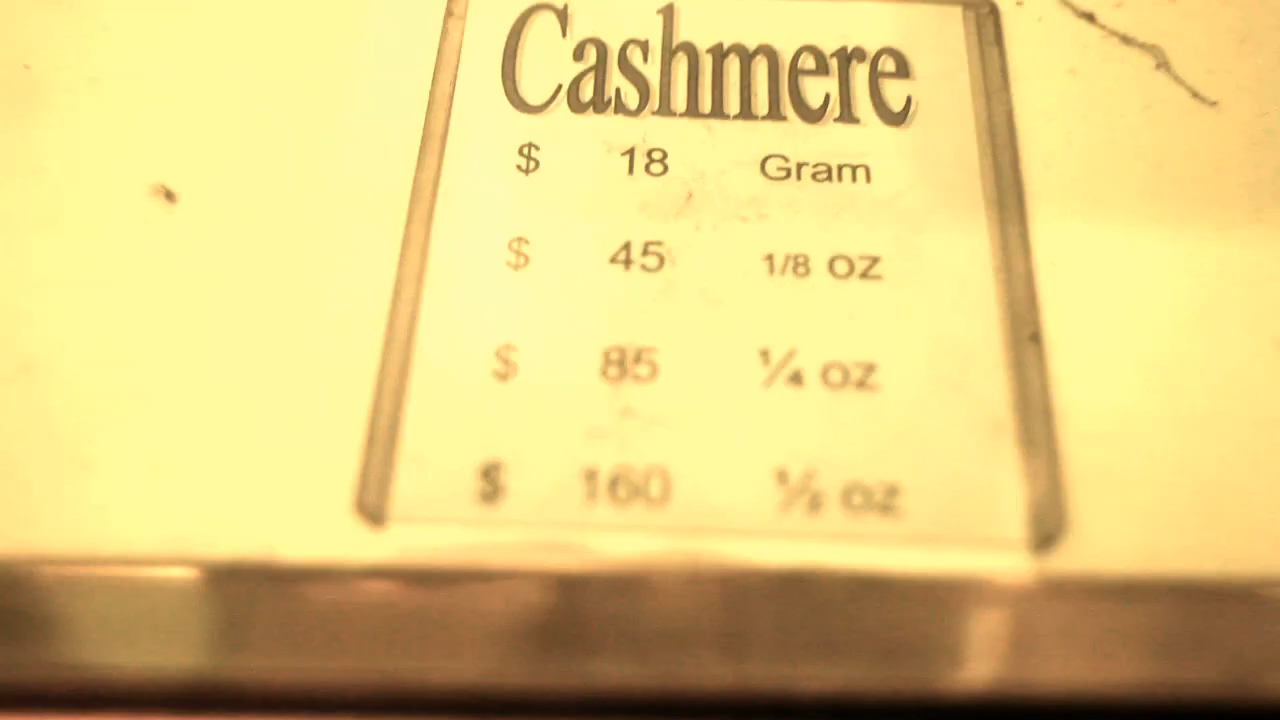 Cashmere
$ 18 Gram
$ 45 1/8 OZ
$ 85 ¼ OZ
$ 160 ½ OZ